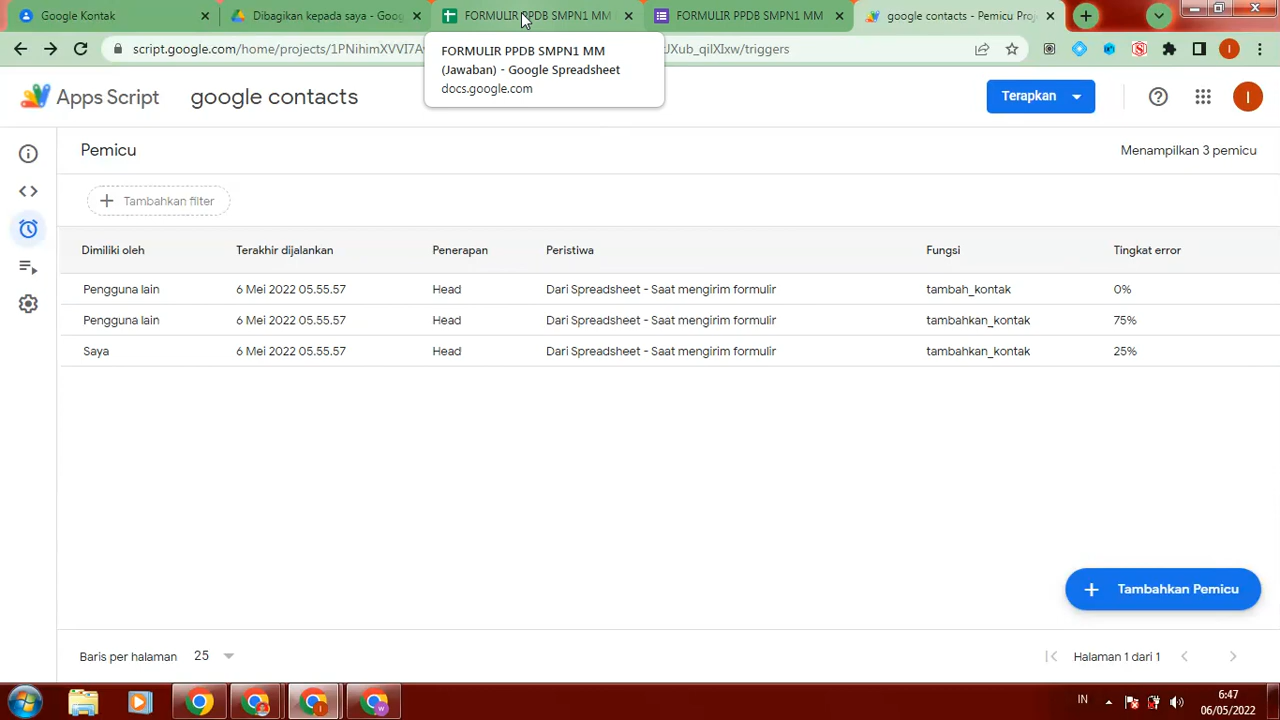 Google Kontak
Dibagikan kepada saya - Goog
FORMULIR PPDB SMPN1 MM
FORMULIR PPDB SMPN1 MM
google contacts - Pemicu Proj
script.google.com/home/projects/1PNihimXVVI7A
JXub_qiIXIxw/triggers
FORMULIR PPDB SMPN1 MM
(Jawaban) - Google Spreadsheet
docs.google.com
Apps Script
google contacts
Terapkan
Pemicu
Menampilkan 3 pemicu
Tambahkan filter
Dimiliki oleh Terakhir dijalankan Penerapan Peristiwa Fungsi Tingkat error
Pengguna lain 6 Mei 2022 05.55.57 Head Dari Spreadsheet - Saat mengirim formulir tambah_kontak 0%
Pengguna lain 6 Mei 2022 05.55.57 Head Dari Spreadsheet - Saat mengirim formulir tambahkan_kontak 75%
Saya 6 Mei 2022 05.55.57 Head Dari Spreadsheet - Saat mengirim formulir tambahkan_kontak 25%
Tambahkan Pemicu
Baris per halaman 25
Halaman 1 dari 1
IN
6:47
06/05/2022